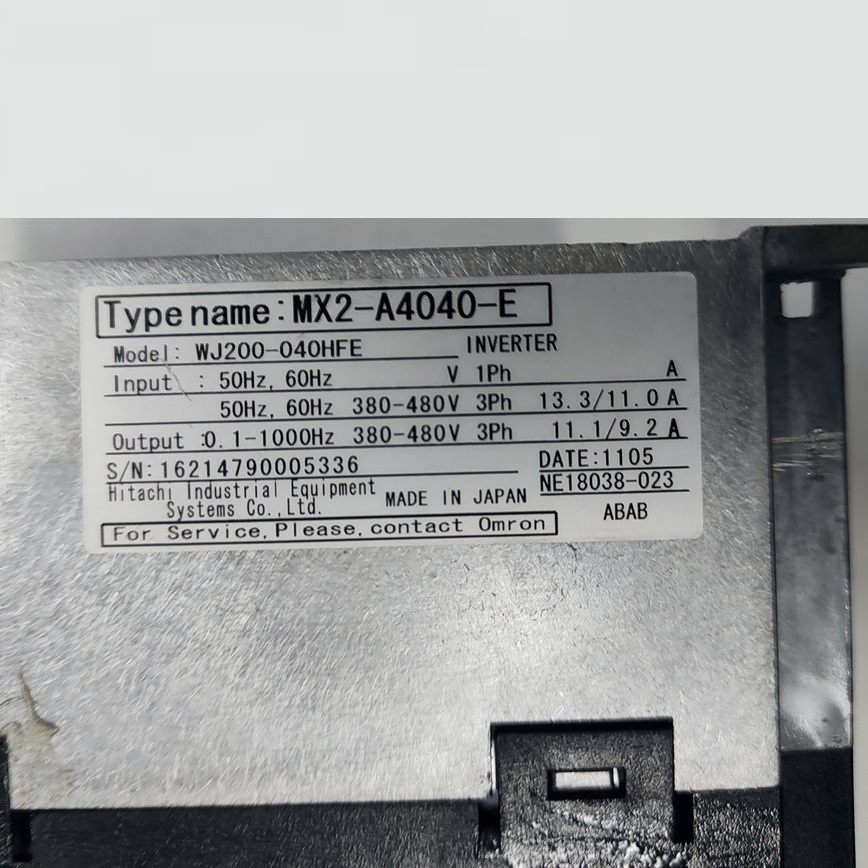 Type name:MX2-A4040-E
Model: WJ200-040HFE INVERTER
Input : 50Hz, 60Hz V 1Ph A
50Hz, 60Hz 380-480V 3Ph 13.3/11.0 A
Output :0.1-1000Hz 380-480V 3Ph 11.1/9.2 A
S/N:16214790005336 DATE:1105
Hitachi Industrial Equipment Systems Co.,Ltd. MADE IN JAPAN NE18038-023
ABAB
For Service,Please,contact Omron